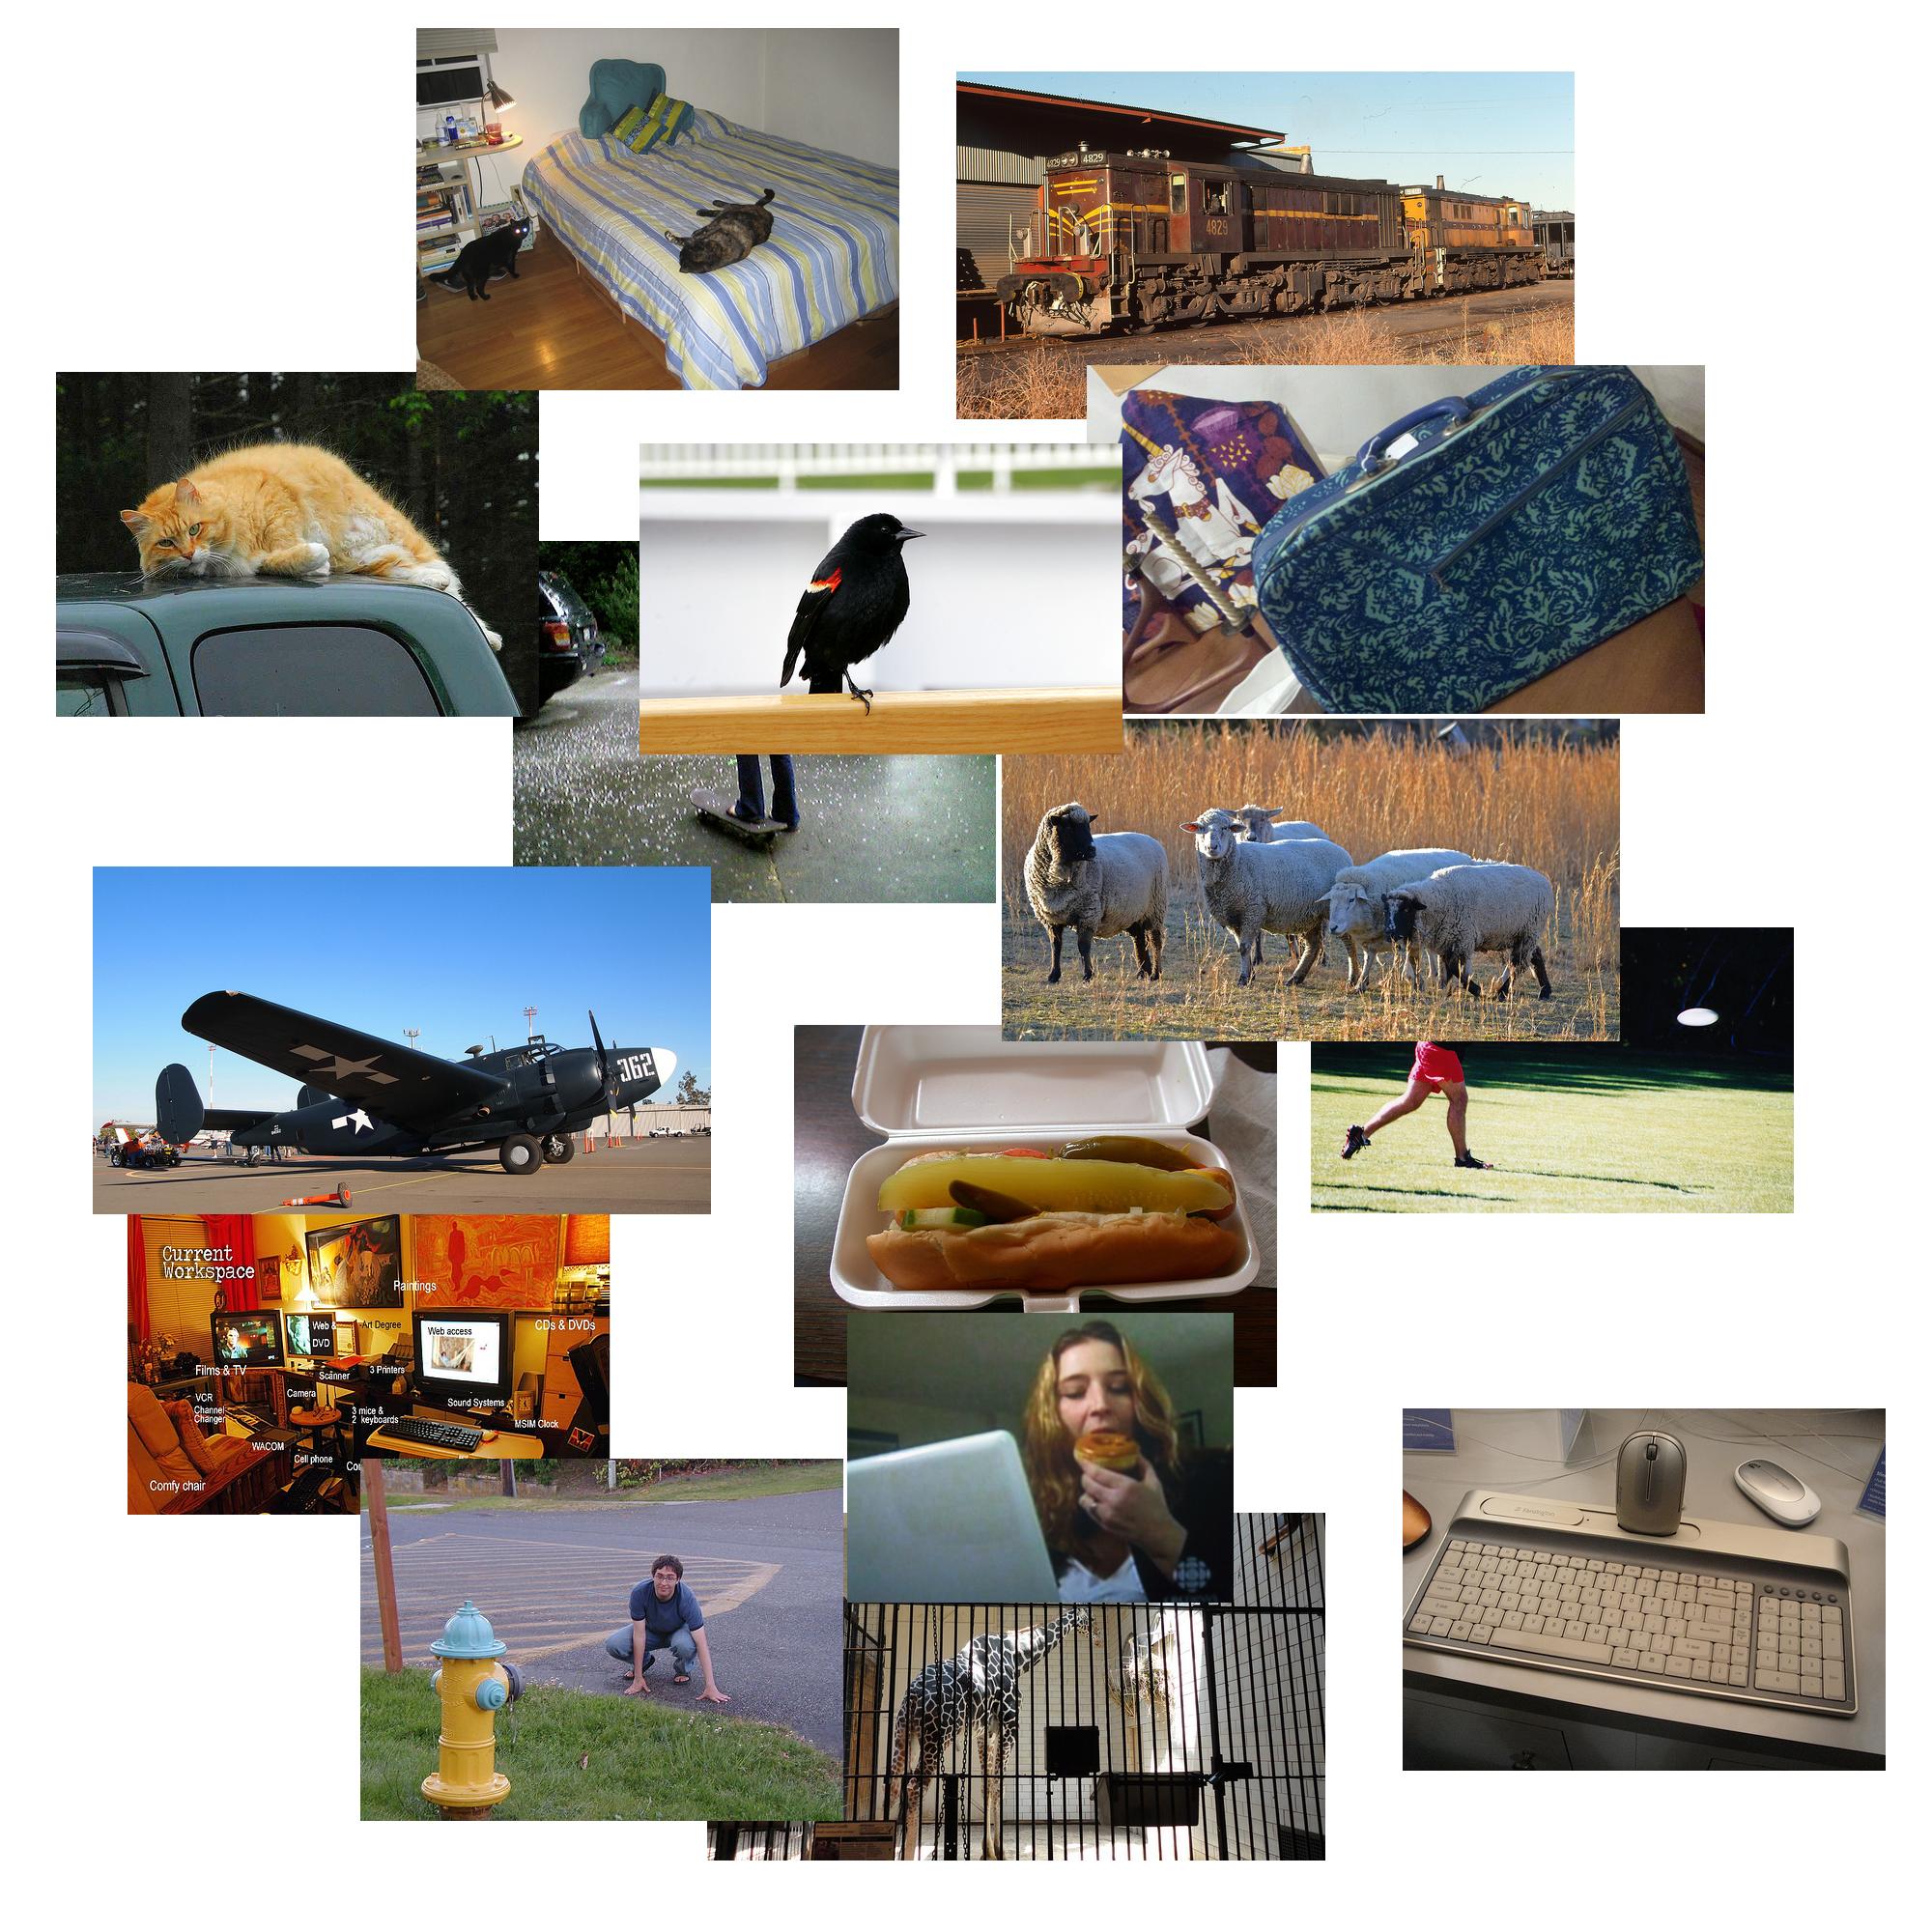 4829
4829
4829
362
Current
Workspace
Paintings
Web &
DVD
Art Degree
Web access
CDs & DVDs
Films & TV
3 Printers
Scanner
Camera
VCR
Channel
Changer
3 mice &
2 keyboards
Sound Systems
MSIM Clock
WACOM
Cell phone
Comfy chair
Kensington